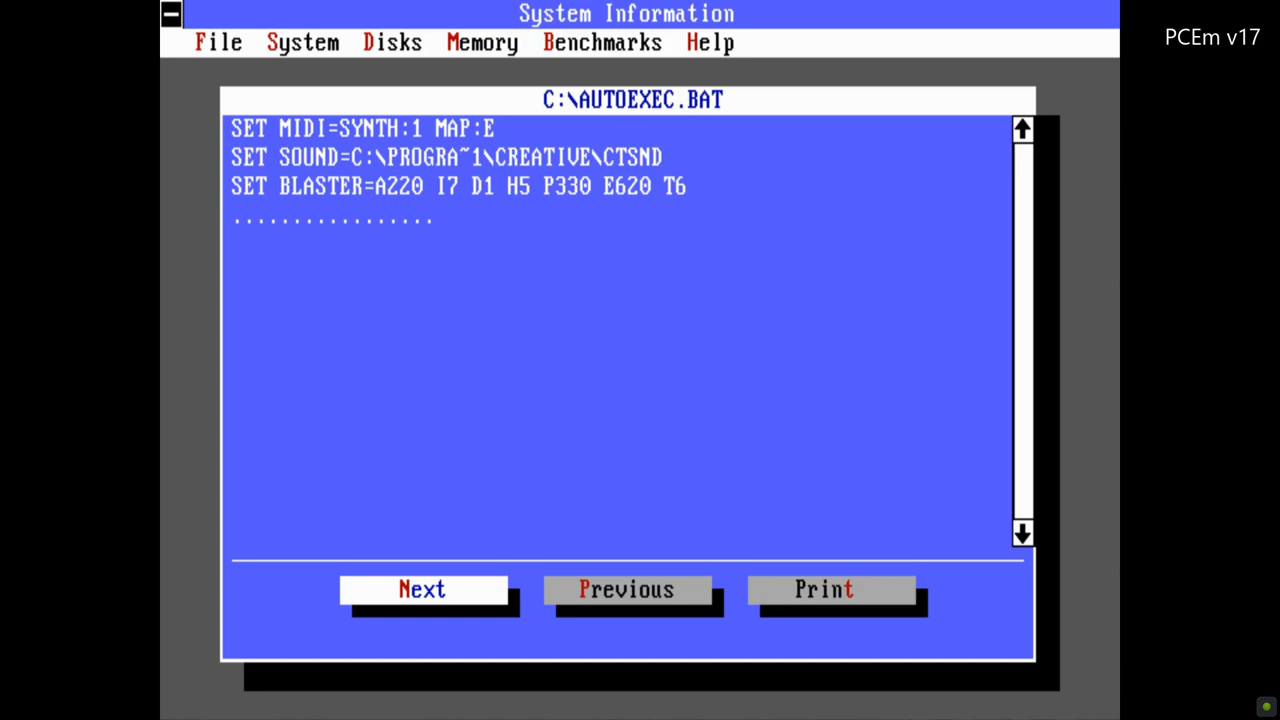 System Information
PCEm v17
File System Disks Memory Benchmarks Help
C:\AUTOEXEC.BAT
SET MIDI=SYNTH:1 MAP:E
SET SOUND=C:\PROGRA~1\CREATIVE\CTSND
SET BLASTER=A220 I7 D1 H5 P330 E620 T6
.................
Next Previous Print